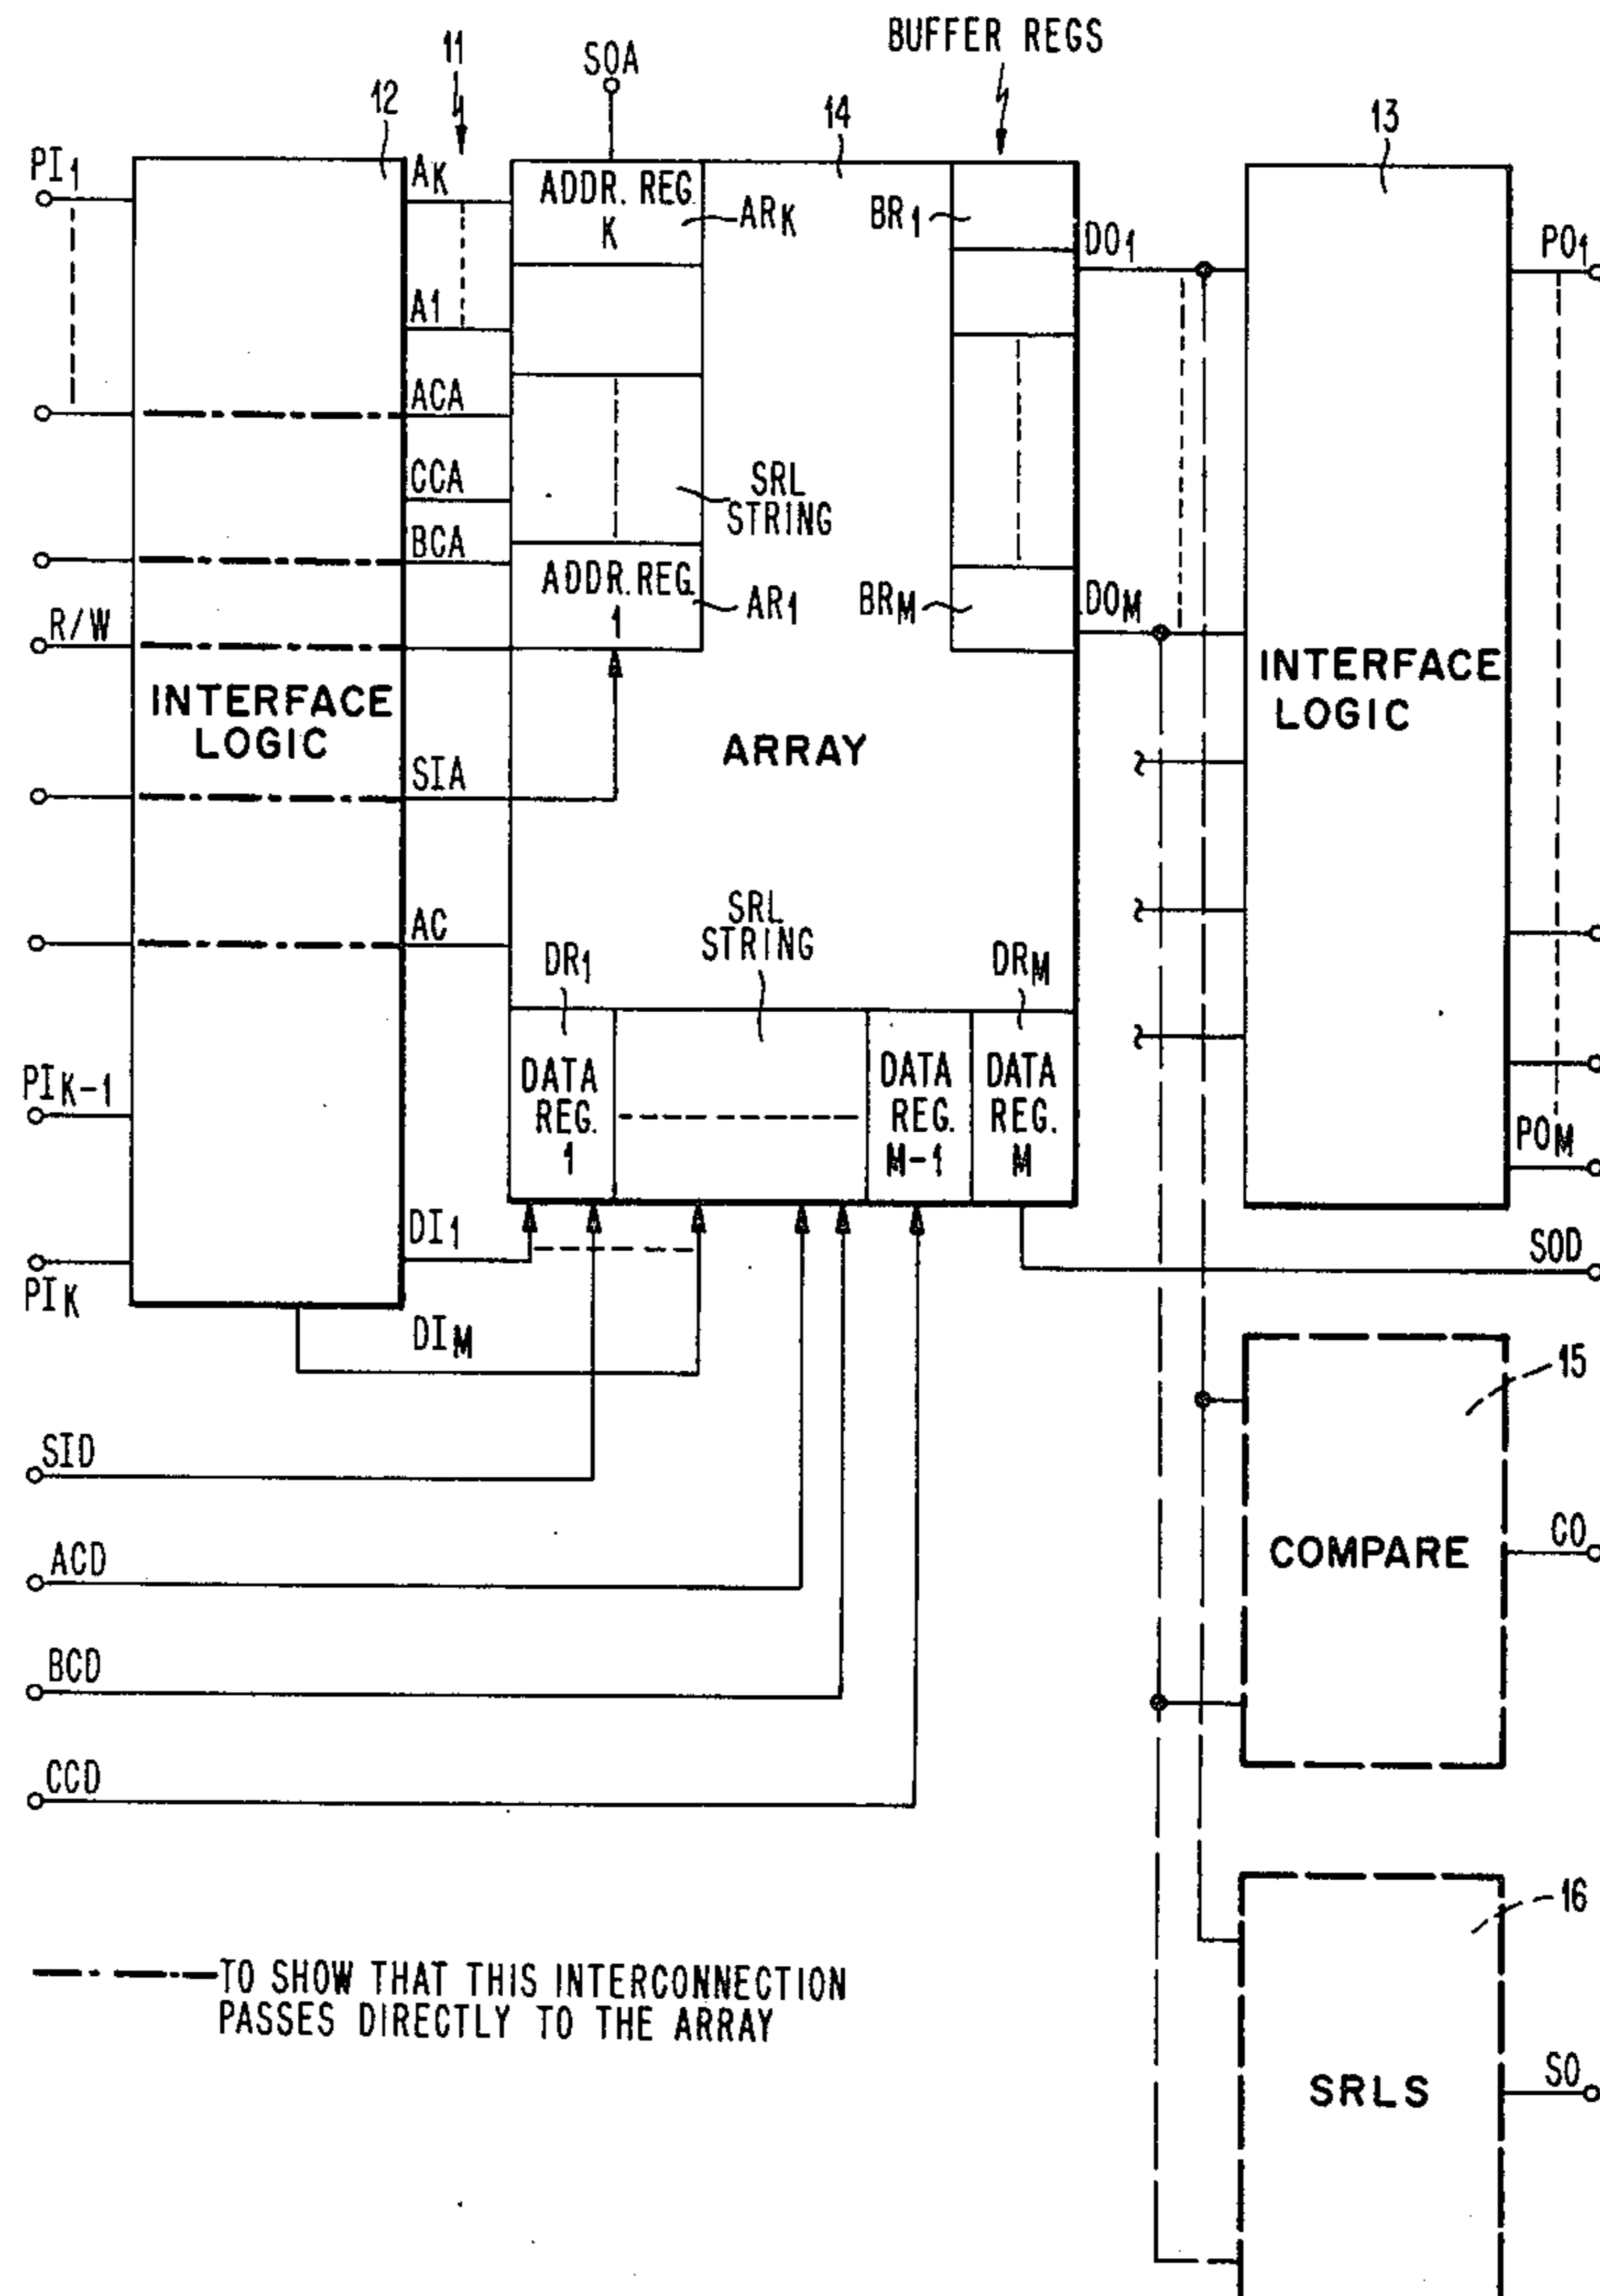 BUFFER REGS
11
SOA
12
14
13
PI1
AK
ADDR. REG.
K
ARK
BR1
DO1
PO1
A1
ACA
CCA
SRL
STRING
BCA
ADDR. REG.
1
AR1
BRM
DOM
R/W
INTERFACE
LOGIC
INTERFACE
LOGIC
ARRAY
SIA
AC
SRL
STRING
DR1
DRM
DATA
REG.
1
DATA
REG.
M-1
DATA
REG.
M
PIK-1
POM
DI1
SOD
PIK
DIM
15
SID
ACD
COMPARE
CO
BCD
CCD
16
TO SHOW THAT THIS INTERCONNECTION
PASSES DIRECTLY TO THE ARRAY
SRLS
SO